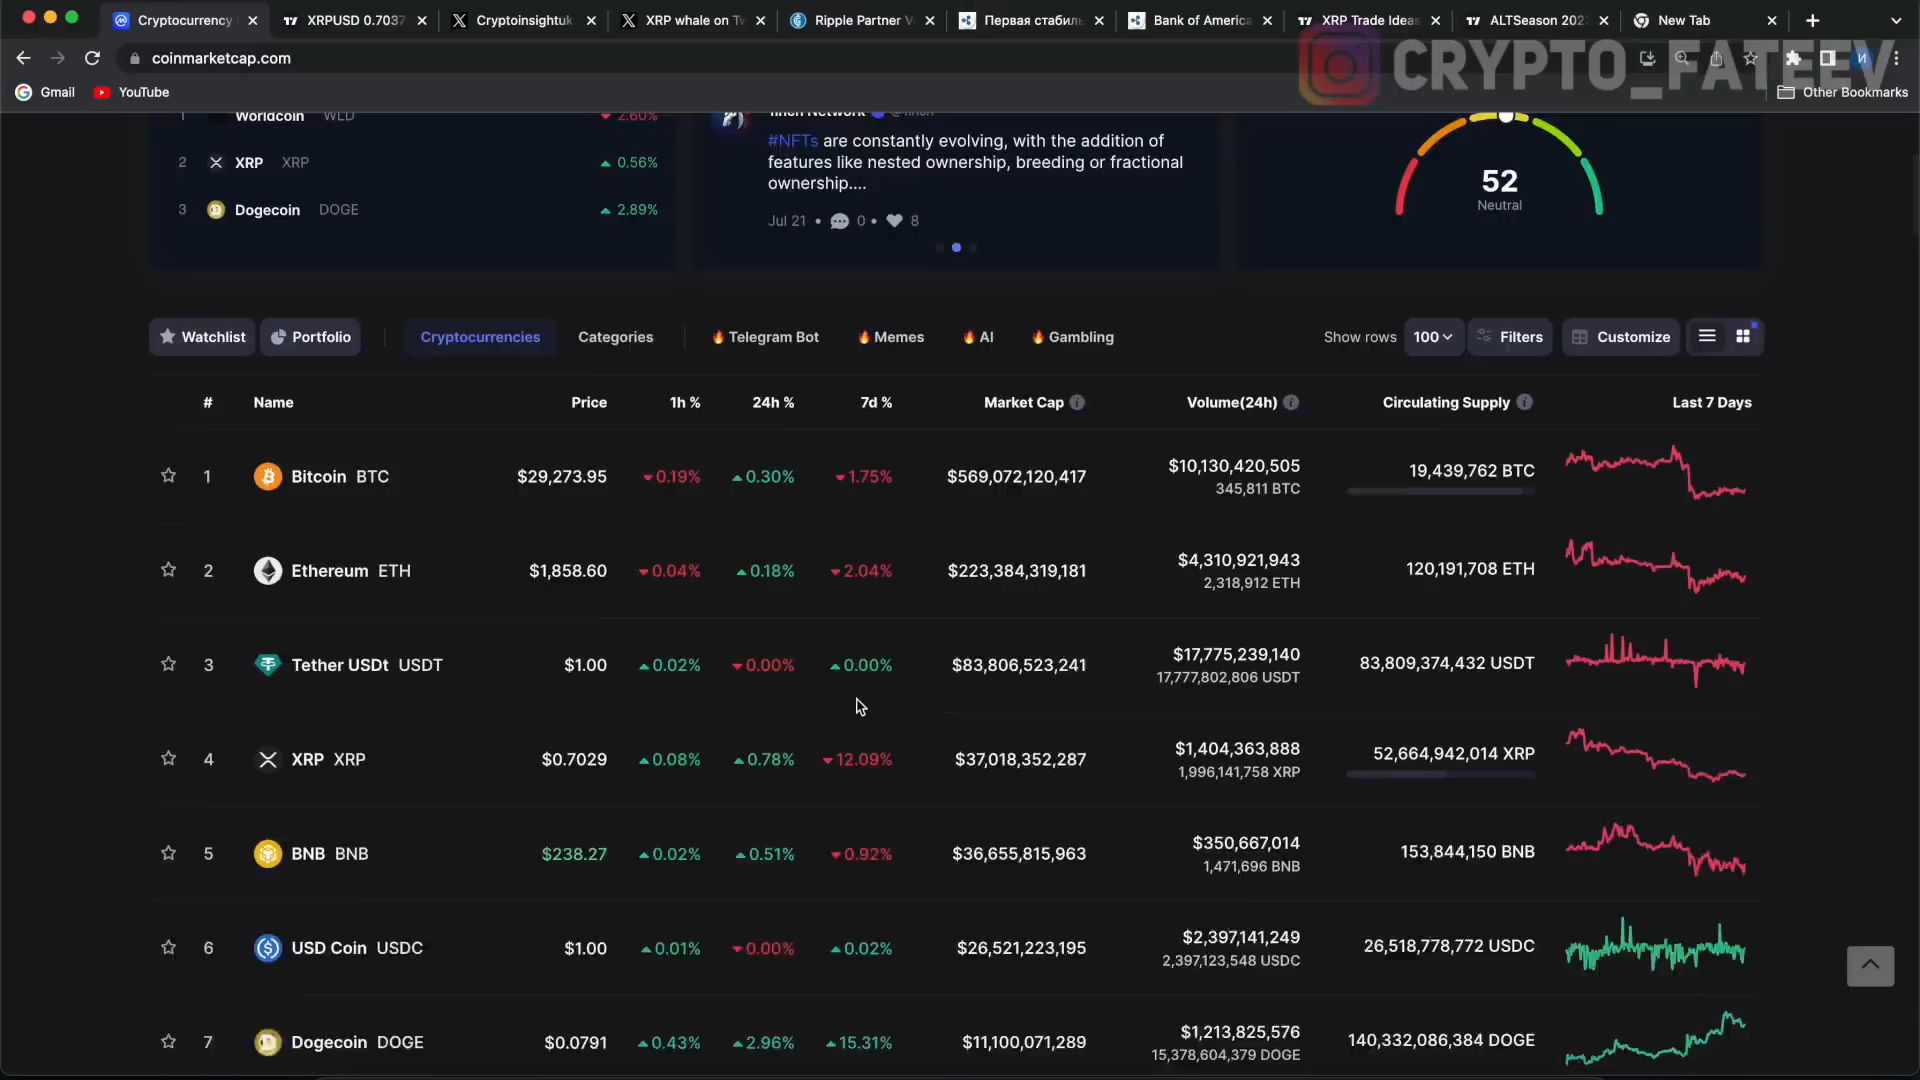 Cryptocurrency
XRPUSD 0.7037
Cryptoinsightuk
XRP whale on Tw
Ripple Partner V
Первая стабиль
Bank of America
XRP Trade Ideas
ALTSeason 202
New Tab
coinmarketcap.com
CRYPTO_FATEEV
Gmail
YouTube
Other Bookmarks
1 Worldcoin WLD 2.60%
2 XRP XRP 0.56%
3 Dogecoin DOGE 2.89%
#NFTs are constantly evolving, with the addition of
features like nested ownership, breeding or fractional
ownership....
Jul 21 • 0 • 8
52
Neutral
Watchlist Portfolio Cryptocurrencies Categories Telegram Bot Memes AI Gambling Show rows 100 Filters Customize
# Name Price 1h % 24h % 7d % Market Cap Volume(24h) Circulating Supply Last 7 Days
1 Bitcoin BTC $29,273.95 0.19% 0.30% 1.75% $569,072,120,417 $10,130,420,505 19,439,762 BTC
345,811 BTC
2 Ethereum ETH $1,858.60 0.04% 0.18% 2.04% $223,384,319,181 $4,310,921,943 120,191,708 ETH
2,318,912 ETH
3 Tether USDt USDT $1.00 0.02% 0.00% 0.00% $83,806,523,241 $17,775,239,140 83,809,374,432 USDT
17,777,802,806 USDT
4 XRP XRP $0.7029 0.08% 0.78% 12.09% $37,018,352,287 $1,404,363,888 52,664,942,014 XRP
1,996,141,758 XRP
5 BNB BNB $238.27 0.02% 0.51% 0.92% $36,655,815,963 $350,667,014 153,844,150 BNB
1,471,696 BNB
6 USD Coin USDC $1.00 0.01% 0.00% 0.02% $26,521,223,195 $2,397,141,249 26,518,778,772 USDC
2,397,123,548 USDC
7 Dogecoin DOGE $0.0791 0.43% 2.96% 15.31% $11,100,071,289 $1,213,825,576 140,332,086,384 DOGE
15,378,604,379 DOGE